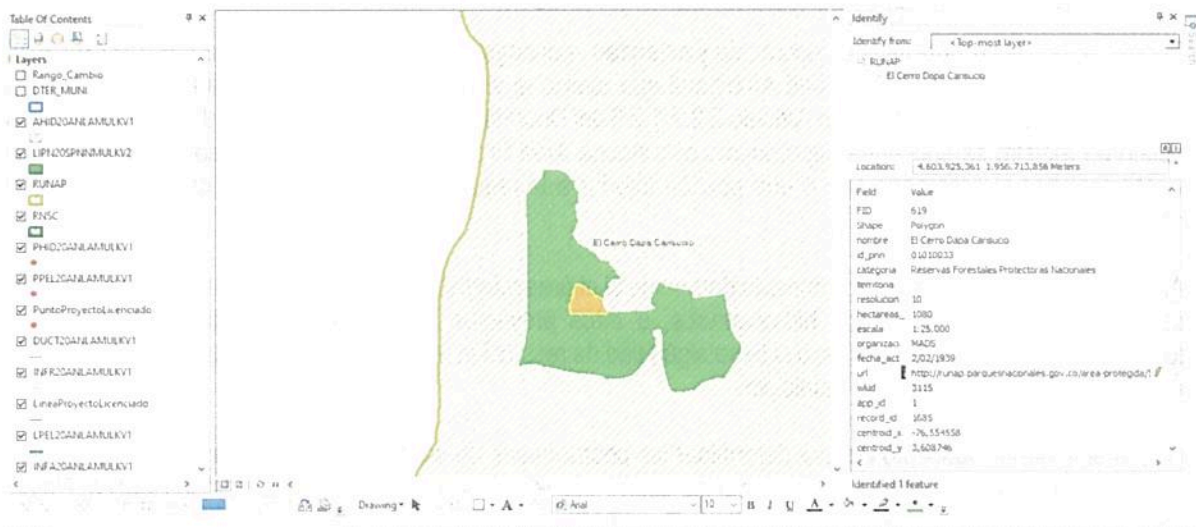 Table Of Contents
Layers
Rango_Cambio
DTER_MUNI
AHID20ANLAMULKV1
LIPN20SPNNMULKV2
RUNAP
RNSC
PHID20ANLAMULKV1
PPEL20ANLAMULKV1
PuntoProyectoLicenciado
DUCT20ANLAMULKV1
INFR20ANLAMULKV1
LineaProyectoLicenciado
LPEL20ANLAMULKV1
INFA20ANLAMULKV1
El Cerro Dapa Carisucio
Identify
Identify from: <Top-most layer>
RUNAP
El Cerro Dapa Carisucio
Location: 4.603.925,361 1.956.713,856 Meters
Field Value
FID 619
Shape Polygon
nombre El Cerro Dapa Carisucio
id_pnn 01010033
categoria Reservas Forestales Protectoras Nacionales
territoria
resolucion 10
hectareas_ 1080
escala 1:25.000
organizaci MADS
fecha_act 2/02/1939
url http://runap.parquesnacionales.gov.co/area-protegida/1
wkid 3115
app_id 1
record_id 1685
centroid_x -76,554558
centroid_y 3,608746
Identified 1 feature
Drawing A Arial 10 B I U A